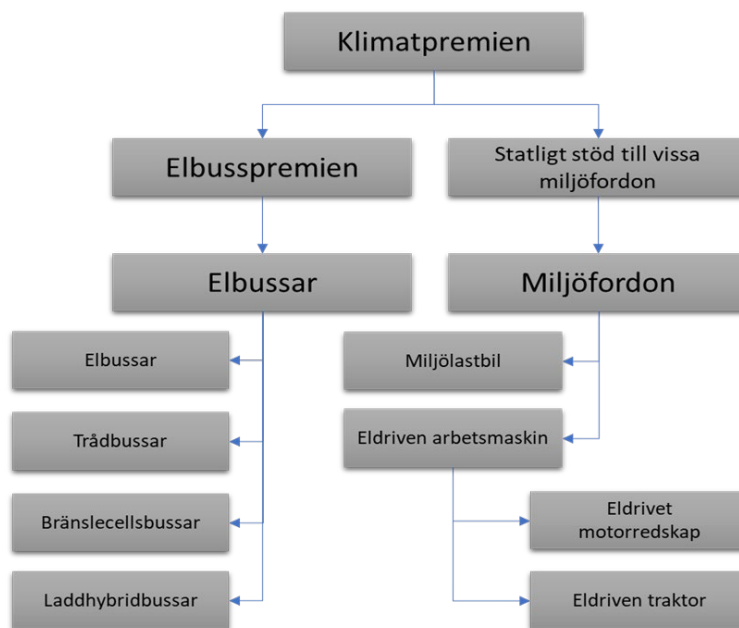 Klimatpremien
Elbusspremien
Statligt stöd till vissa
miljöfordon
Elbussar
Miljöfordon
Elbussar
Miljölastbil
Trådbussar
Eldriven arbetsmaskin
Bränslecellsbussar
Eldrivet
motorredskap
Laddhybridbussar
Eldriven traktor